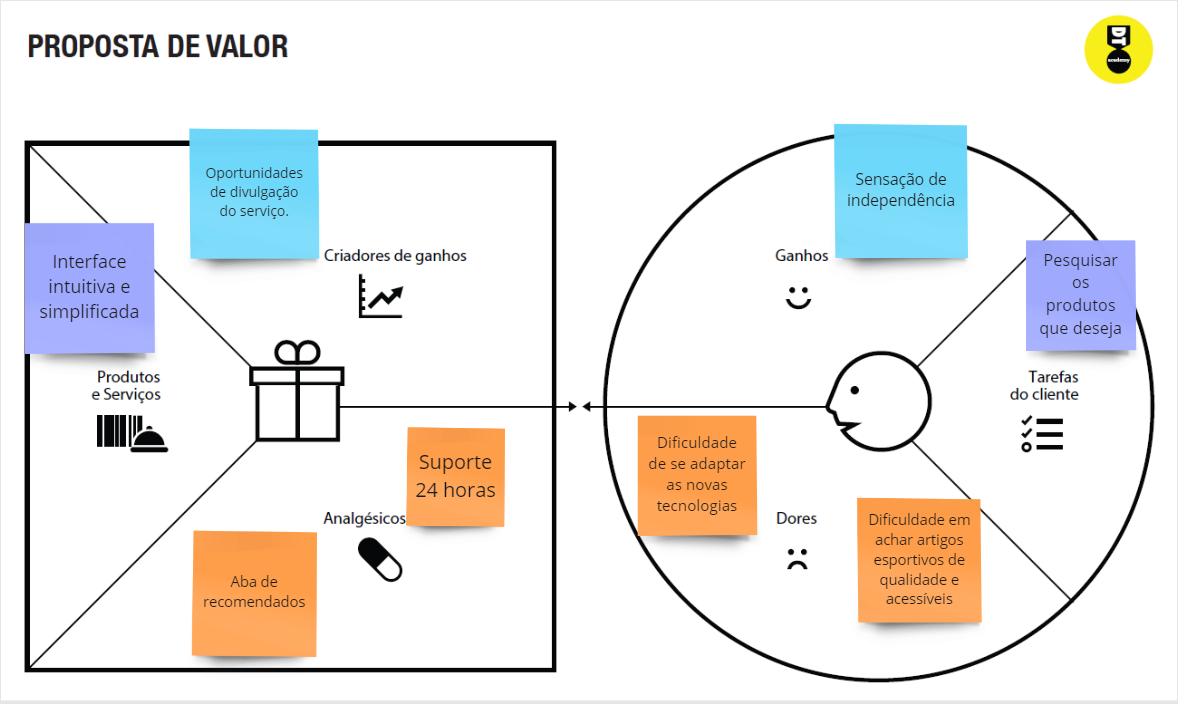 PROPOSTA DE VALOR
DT
academy
Oportunidades
de divulgação
do serviço.
Criadores de ganhos
Interface
intuitiva e
simplificada
Produtos
e Serviços
Suporte
24 horas
Analgésicos
Aba de
recomendados
Sensação de
independência
Ganhos
Pesquisar
os
produtos
que deseja
Tarefas
do cliente
Dificuldade
de se adaptar
as novas
tecnologias
Dores
Dificuldade em
achar artigos
esportivos de
qualidade e
acessíveis